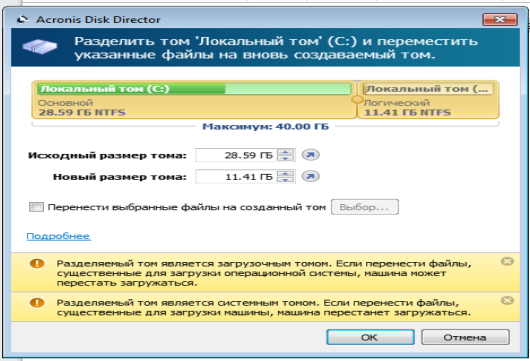 Acronis Disk Director
Разделить том 'Локальный том' (C:) и переместить
указанные файлы на вновь создаваемый том.
Локальный том (C:)
Основной
28.59 ГБ NTFS
Локальный том (...
Логический
11.41 ГБ NTFS
Максимум: 40.00 ГБ
Исходный размер тома: 28.59 ГБ
Новый размер тома: 11.41 ГБ
Перенести выбранные файлы на созданный том Выбор...
Подробнее
Разделяемый том является загрузочным томом. Если перенести файлы,
существенные для загрузки операционной системы, машина может
перестать загружаться.
Разделяемый том является системным томом. Если перенести файлы,
существенные для загрузки машины, машина перестанет загружаться.
OK Отмена